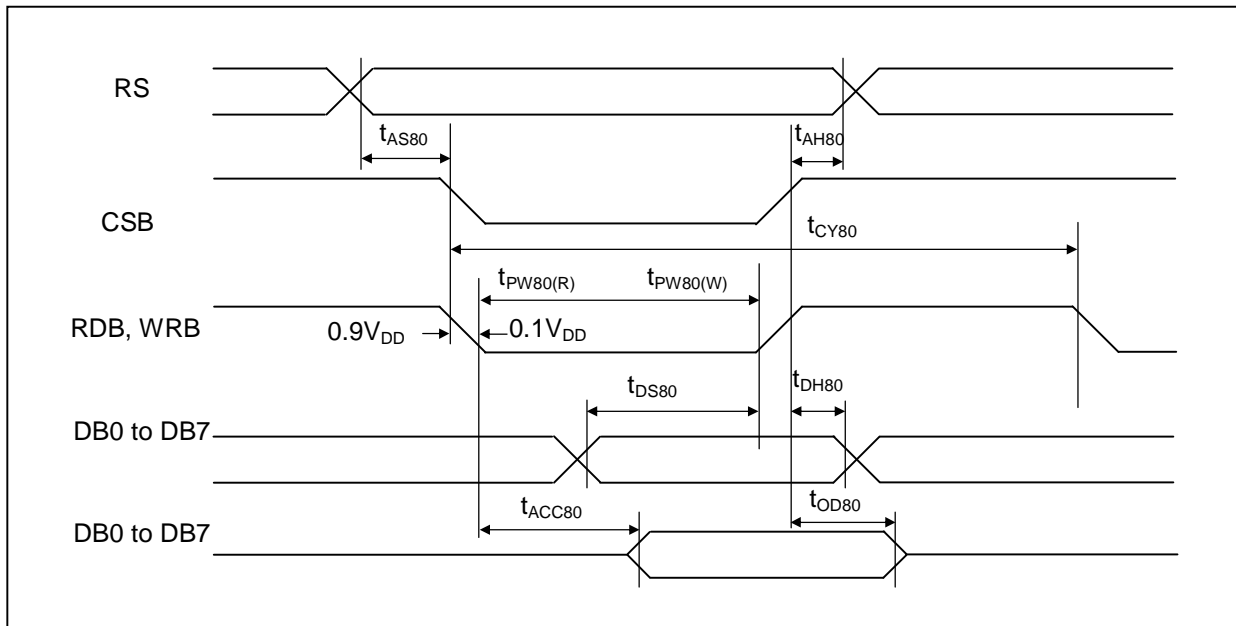 RS
tAS80
tAH80
CSB
tCY80
tPW80(R) tPW80(W)
RDB, WRB
0.9VDD 0.1VDD
tDS80
tDH80
DB0 to DB7
tACC80
tOD80
DB0 to DB7